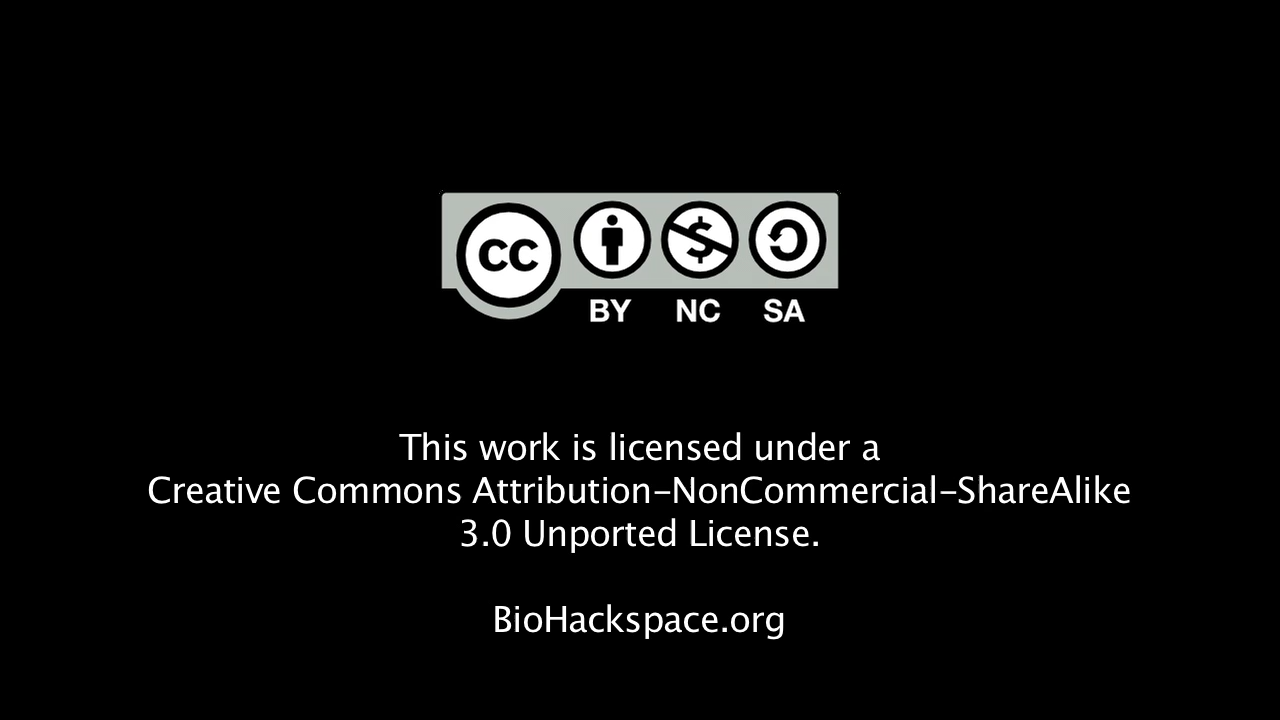 cc
BY NC SA
This work is licensed under a
Creative Commons Attribution–NonCommercial–ShareAlike
3.0 Unported License.
BioHackspace.org